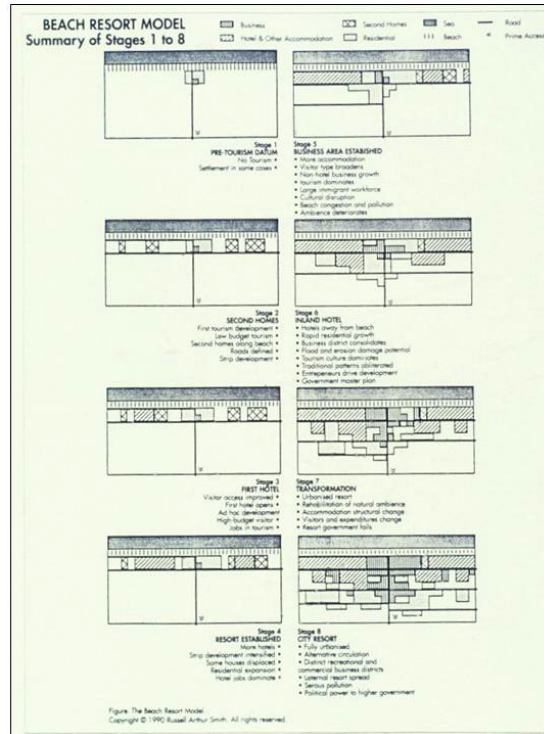 BEACH RESORT MODEL
Summary of Stages 1 to 8
Business
Second Homes
Sea
Road
Hotel & Other Accommodation
Residential
Beach
Prime Access
Stage 1
PRE-TOURISM DATUM
No Tourism •
Settlement in some cases •
Stage 5
BUSINESS AREA ESTABLISHED
• More accommodation
• Visitor type broadens
• Non hotel business growth
• tourism dominates
• Large immigrant workforce
• Cultural disruption
• Beach congestion and pollution
• Ambience deteriorates
Stage 2
SECOND HOMES
First tourism development •
Low budget tourism •
Second homes along beach •
Roads defined •
Strip development •
Stage 6
INLAND HOTEL
• Hotels away from beach
• Rapid residential growth
• Business district consolidates
• Flood and erosion damage potential
• Tourism culture dominates
• Traditional patterns obliterated
• Entrepreneurs drive development
• Government master plan
Stage 3
FIRST HOTEL
Visitor access improved •
First hotel opens •
Ad hoc development
High-budget visitor •
Jobs in tourism •
Stage 7
TRANSFORMATION
• Urbanised resort
• Rehabilitation of natural ambience
• Accommodation structural change
• Visitors and expenditures change
• Resort government fails
Stage 4
RESORT ESTABLISHED
More hotels •
Strip development intensified •
Some houses displaced •
Residential expansion •
Hotel jobs dominate •
Stage 8
CITY RESORT
• Fully urbanised
• Alternative circulation
• Distinct recreational and
commercial business districts
• Laternal resort spread
• Serous pollution
• Political power to higher government
Figure. The Beach Resort Model.
Copyright © 1990 Russell Arthur Smith. All rights reserved.